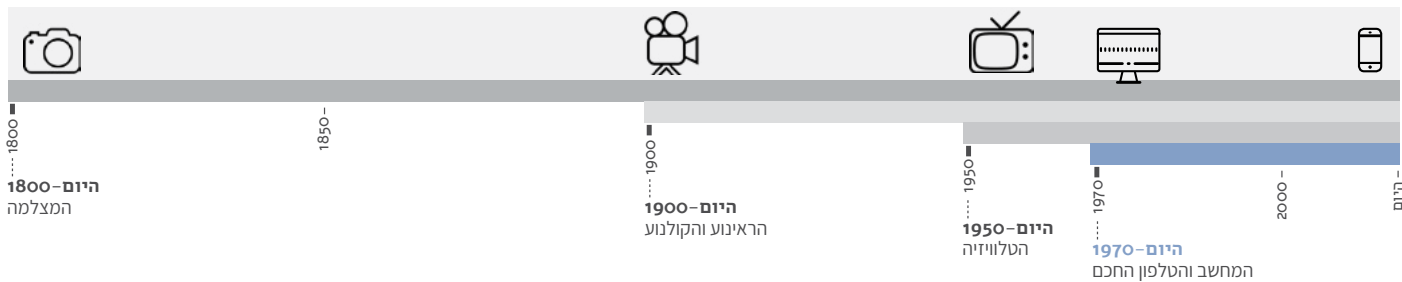 1800
1850
1900
1950
1970
2000
היום
1800–היום
המצלמה
1900–היום
הראינוע והקולנוע
1950–היום
הטלוויזיה
1970–היום
המחשב והטלפון החכם